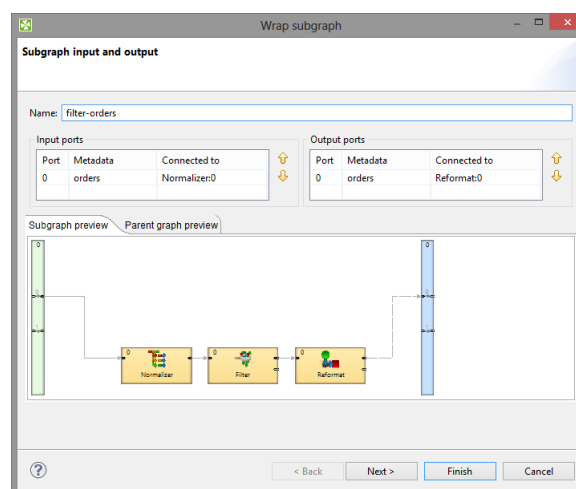 Wrap subgraph
Subgraph input and output
Name: filter-orders
Input ports
Port Metadata Connected to
0 orders Normalizer:0
Output ports
Port Metadata Connected to
0 orders Reformat:0
Subgraph preview Parent graph preview
0 0
0 0 0
Normalizer Filter Reformat
? < Back Next > Finish Cancel